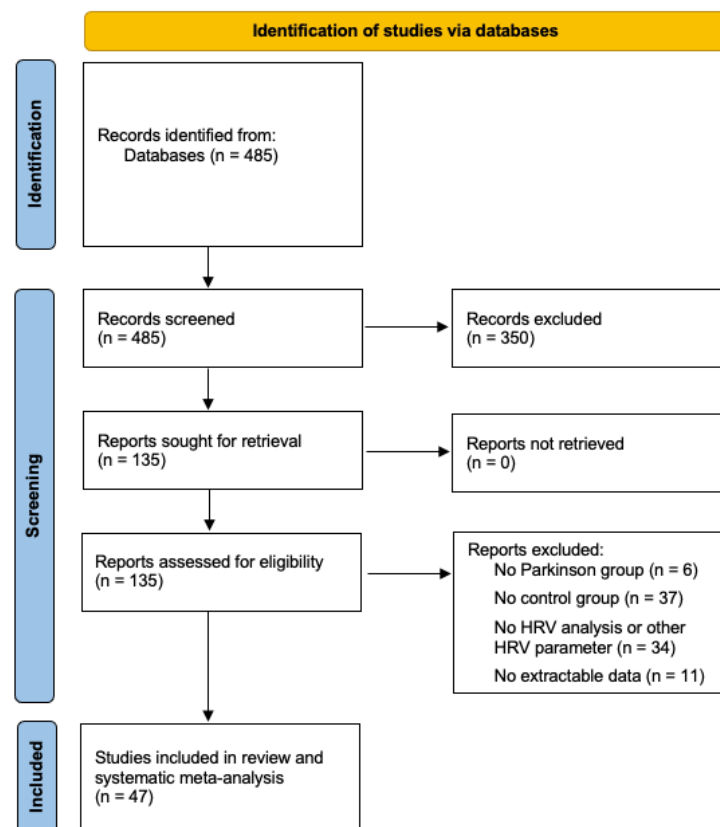 Identification of studies via databases
Identification
Records identified from:
Databases (n = 485)
Screening
Records screened
(n = 485)
Records excluded
(n = 350)
Reports sought for retrieval
(n = 135)
Reports not retrieved
(n = 0)
Reports assessed for eligibility
(n = 135)
Reports excluded:
No Parkinson group (n = 6)
No control group (n = 37)
No HRV analysis or other
HRV parameter (n = 34)
No extractable data (n = 11)
Included
Studies included in review and
systematic meta-analysis
(n = 47)